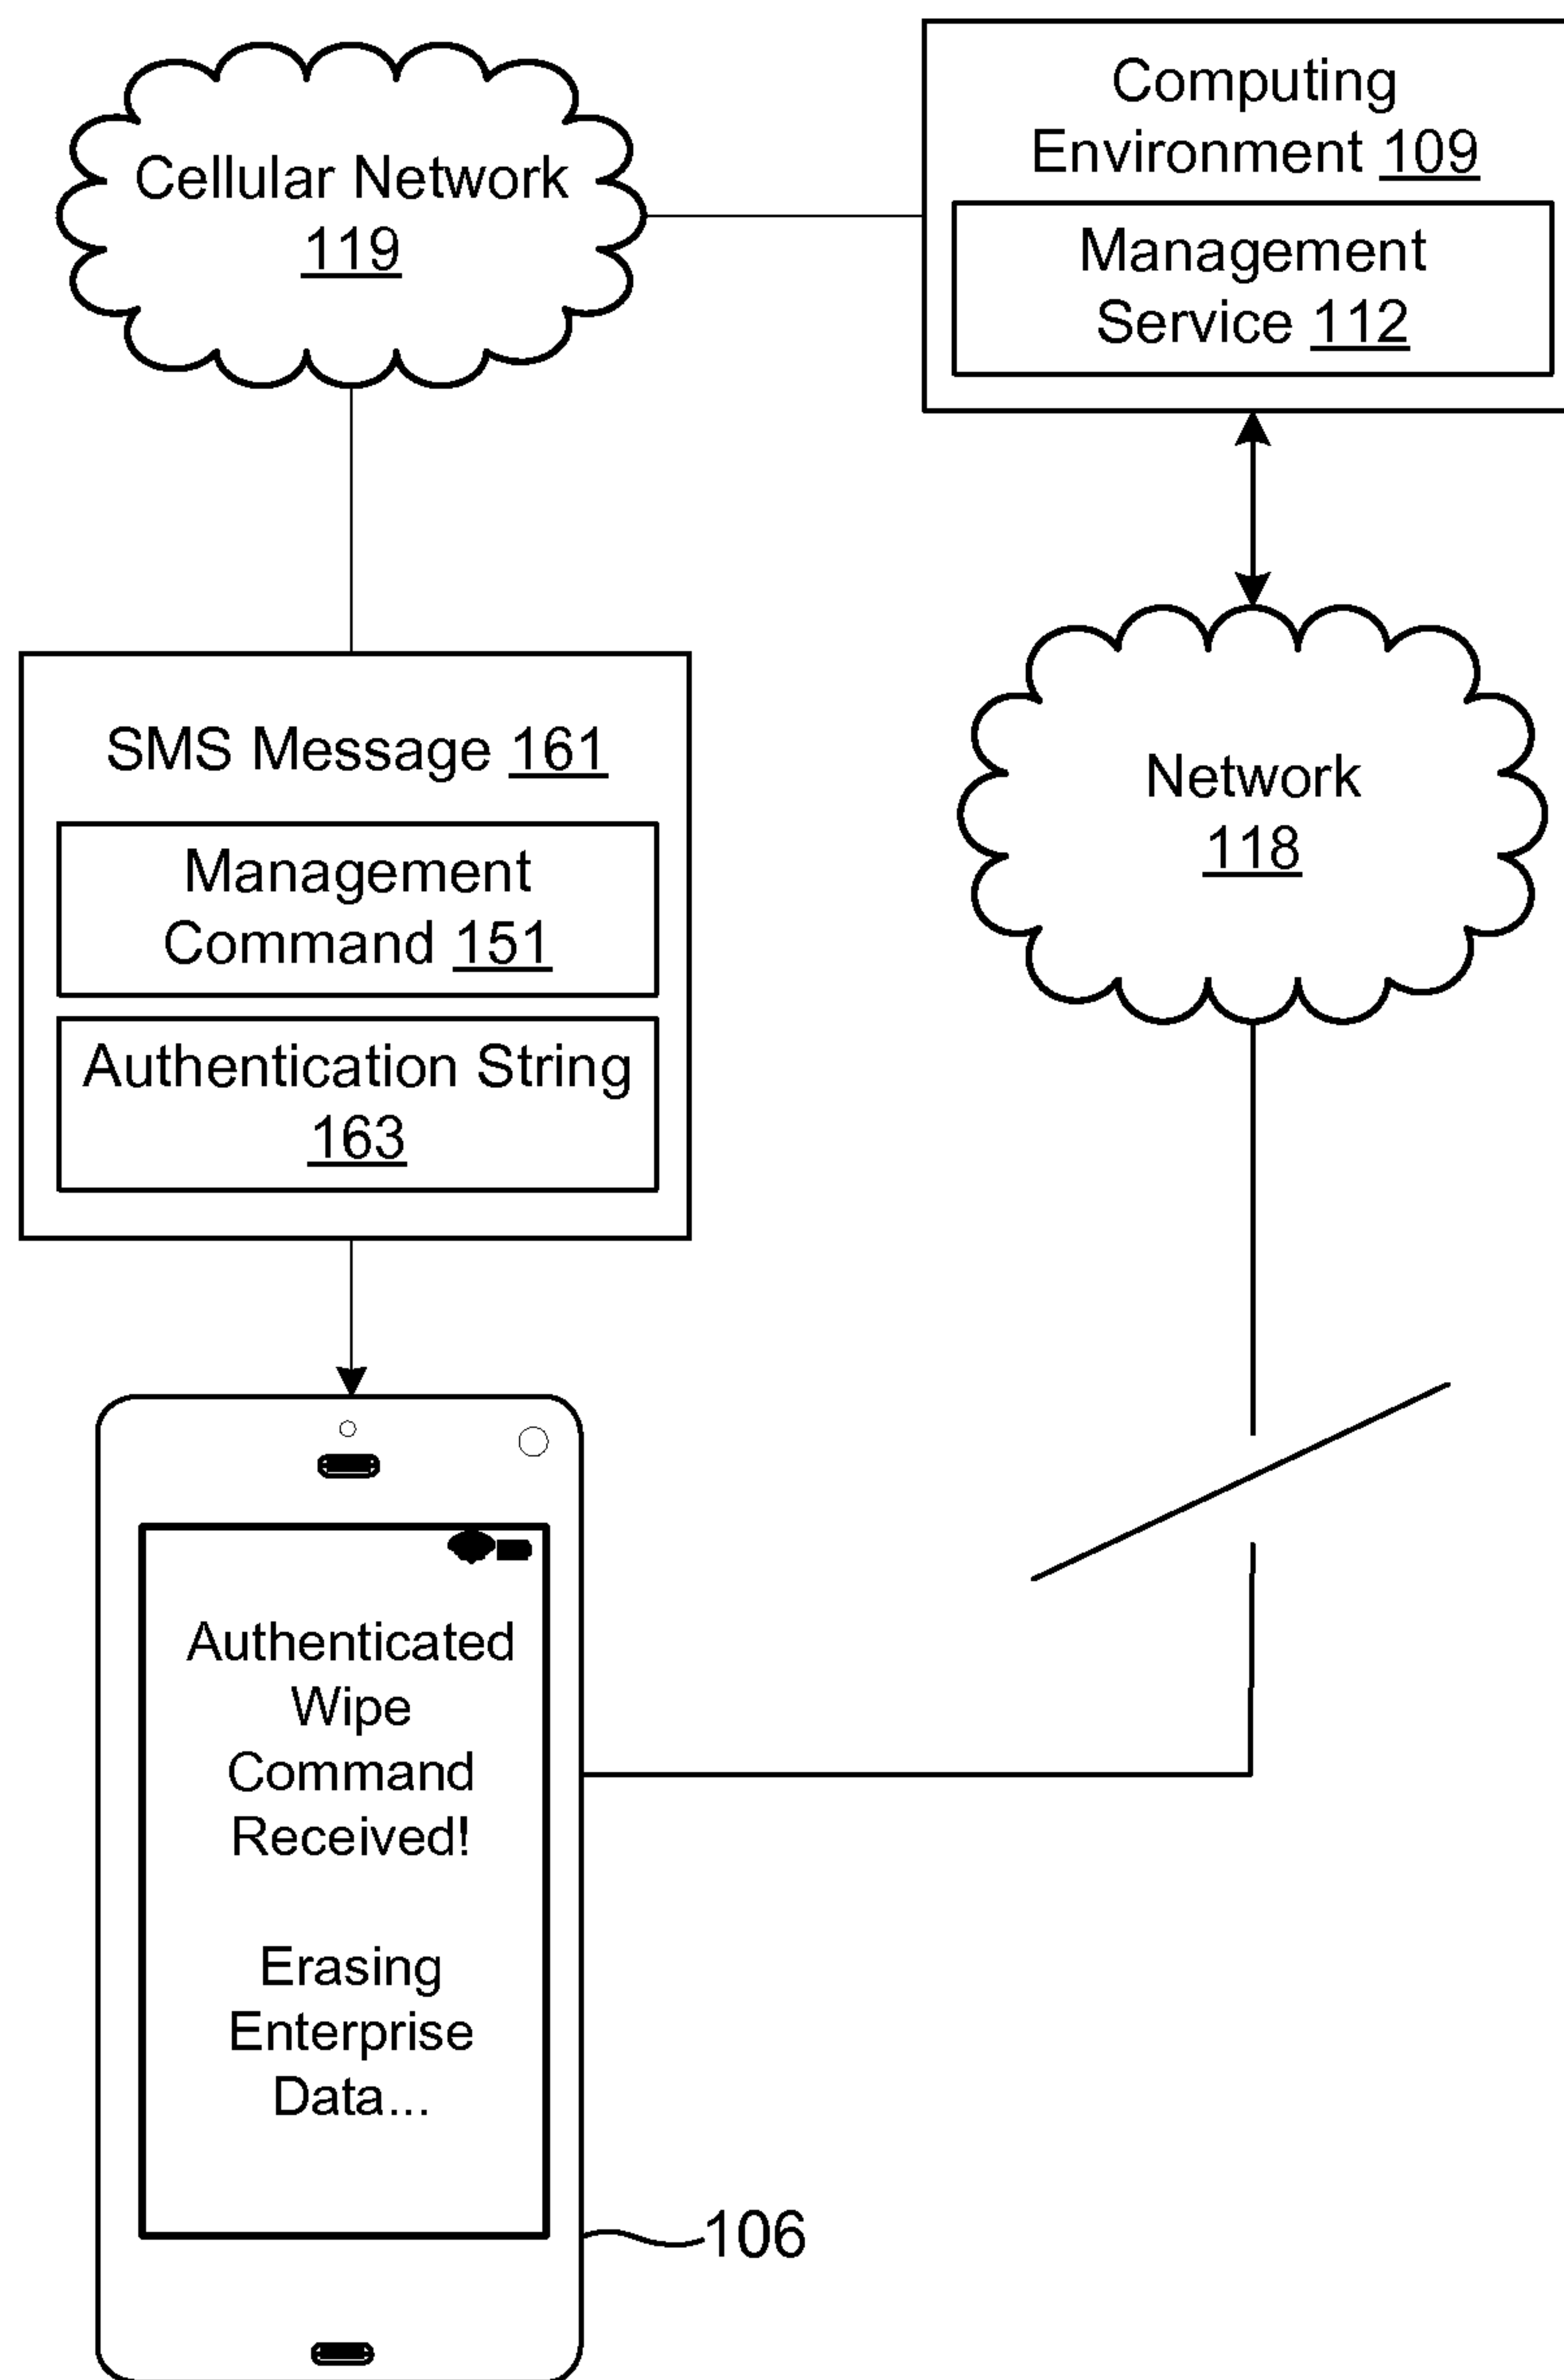 Cellular Network
119
Computing
Environment 109
Management
Service 112
SMS Message 161
Management
Command 151
Authentication String
163
Network
118
Authenticated
Wipe
Command
Received!
Erasing
Enterprise
Data...
106